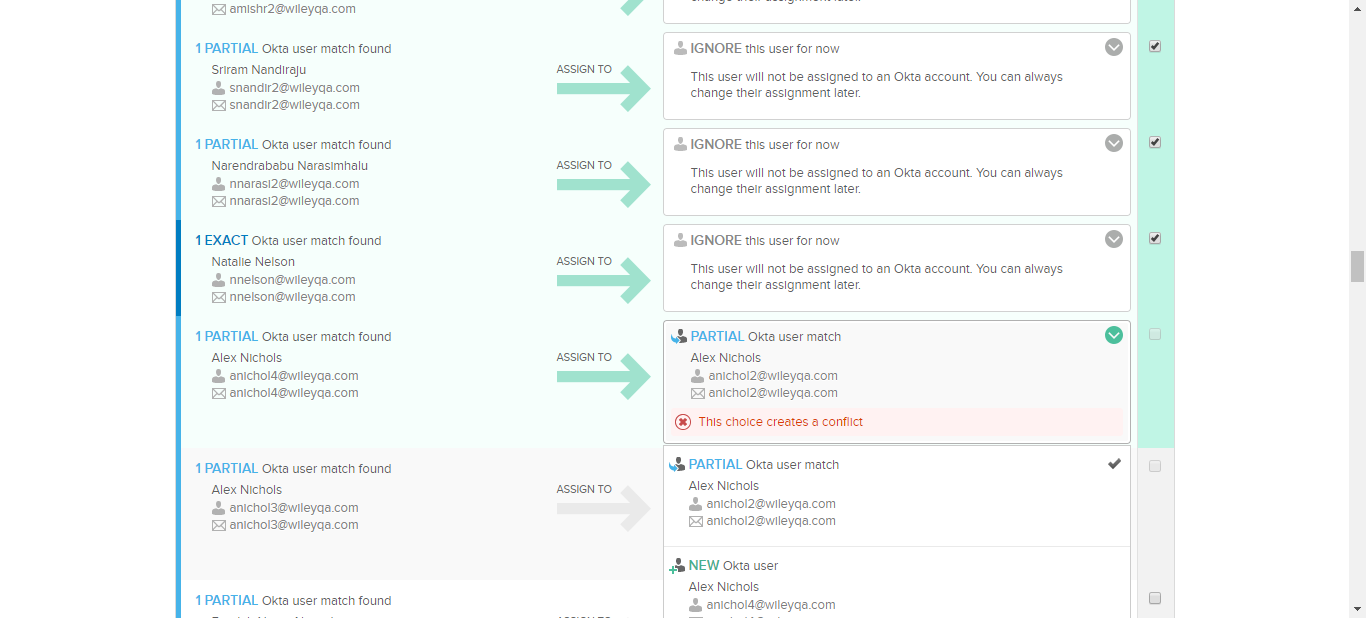 amishr2@wileyqa.com
change their assignment later.
1 PARTIAL Okta user match found
Sriram Nandiraju
snandir2@wileyqa.com
snandir2@wileyqa.com
ASSIGN TO
IGNORE this user for now
This user will not be assigned to an Okta account. You can always
change their assignment later.
1 PARTIAL Okta user match found
Narendrababu Narasimhalu
nnarasi2@wileyqa.com
nnarasi2@wileyqa.com
ASSIGN TO
IGNORE this user for now
This user will not be assigned to an Okta account. You can always
change their assignment later.
1 EXACT Okta user match found
Natalie Nelson
nnelson@wileyqa.com
nnelson@wileyqa.com
ASSIGN TO
IGNORE this user for now
This user will not be assigned to an Okta account. You can always
change their assignment later.
1 PARTIAL Okta user match found
Alex Nichols
anichol4@wileyqa.com
anichol4@wileyqa.com
ASSIGN TO
PARTIAL Okta user match
Alex Nichols
anichol2@wileyqa.com
anichol2@wileyqa.com
This choice creates a conflict
1 PARTIAL Okta user match found
Alex Nichols
anichol3@wileyqa.com
anichol3@wileyqa.com
ASSIGN TO
PARTIAL Okta user match
Alex Nichols
anichol2@wileyqa.com
anichol2@wileyqa.com
NEW Okta user
Alex Nichols
anichol4@wileyqa.com
1 PARTIAL Okta user match found